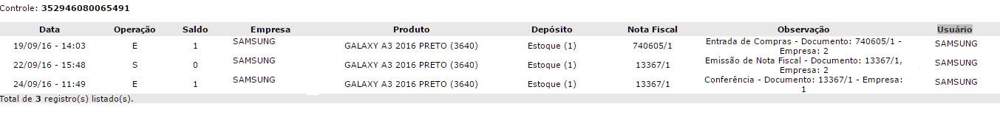 Controle: 352946080065491
Data Operação Saldo Empresa Produto Depósito Nota Fiscal Observação Usuário
19/09/16 - 14:03 E 1 SAMSUNG GALAXY A3 2016 PRETO (3640) Estoque (1) 740605/1 Entrada de Compras - Documento: 740605/1 - SAMSUNG
Empresa: 2
22/09/16 - 15:48 S 0 SAMSUNG GALAXY A3 2016 PRETO (3640) Estoque (1) 13367/1 Emissão de Nota Fiscal - Documento: 13367/1, SAMSUNG
Empresa: 2
24/09/16 - 11:49 E 1 SAMSUNG GALAXY A3 2016 PRETO (3640) Estoque (1) 13367/1 Conferência - Documento: 13367/1 - Empresa: SAMSUNG
1
Total de 3 registro(s) listado(s).